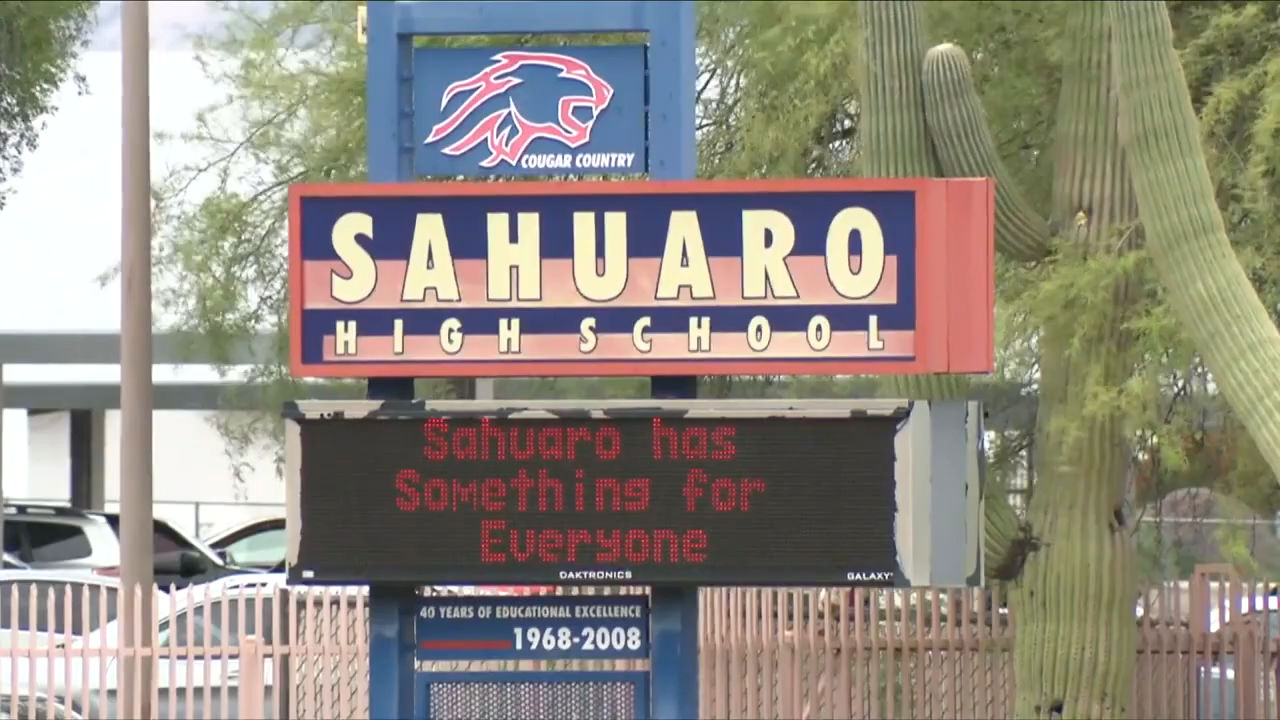 COUGAR COUNTRY
SAHUARO
HIGH SCHOOL
Sahuaro has
Something for
Everyone
DAKTRONICS GALAXY
40 YEARS OF EDUCATIONAL EXCELLENCE
1968-2008